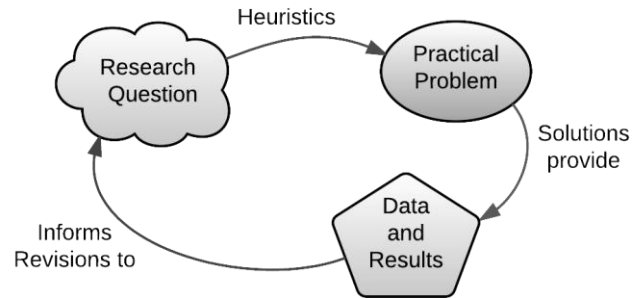 Heuristics
Research
Question
Practical
Problem
Solutions
provide
Data
and
Results
Informs
Revisions to